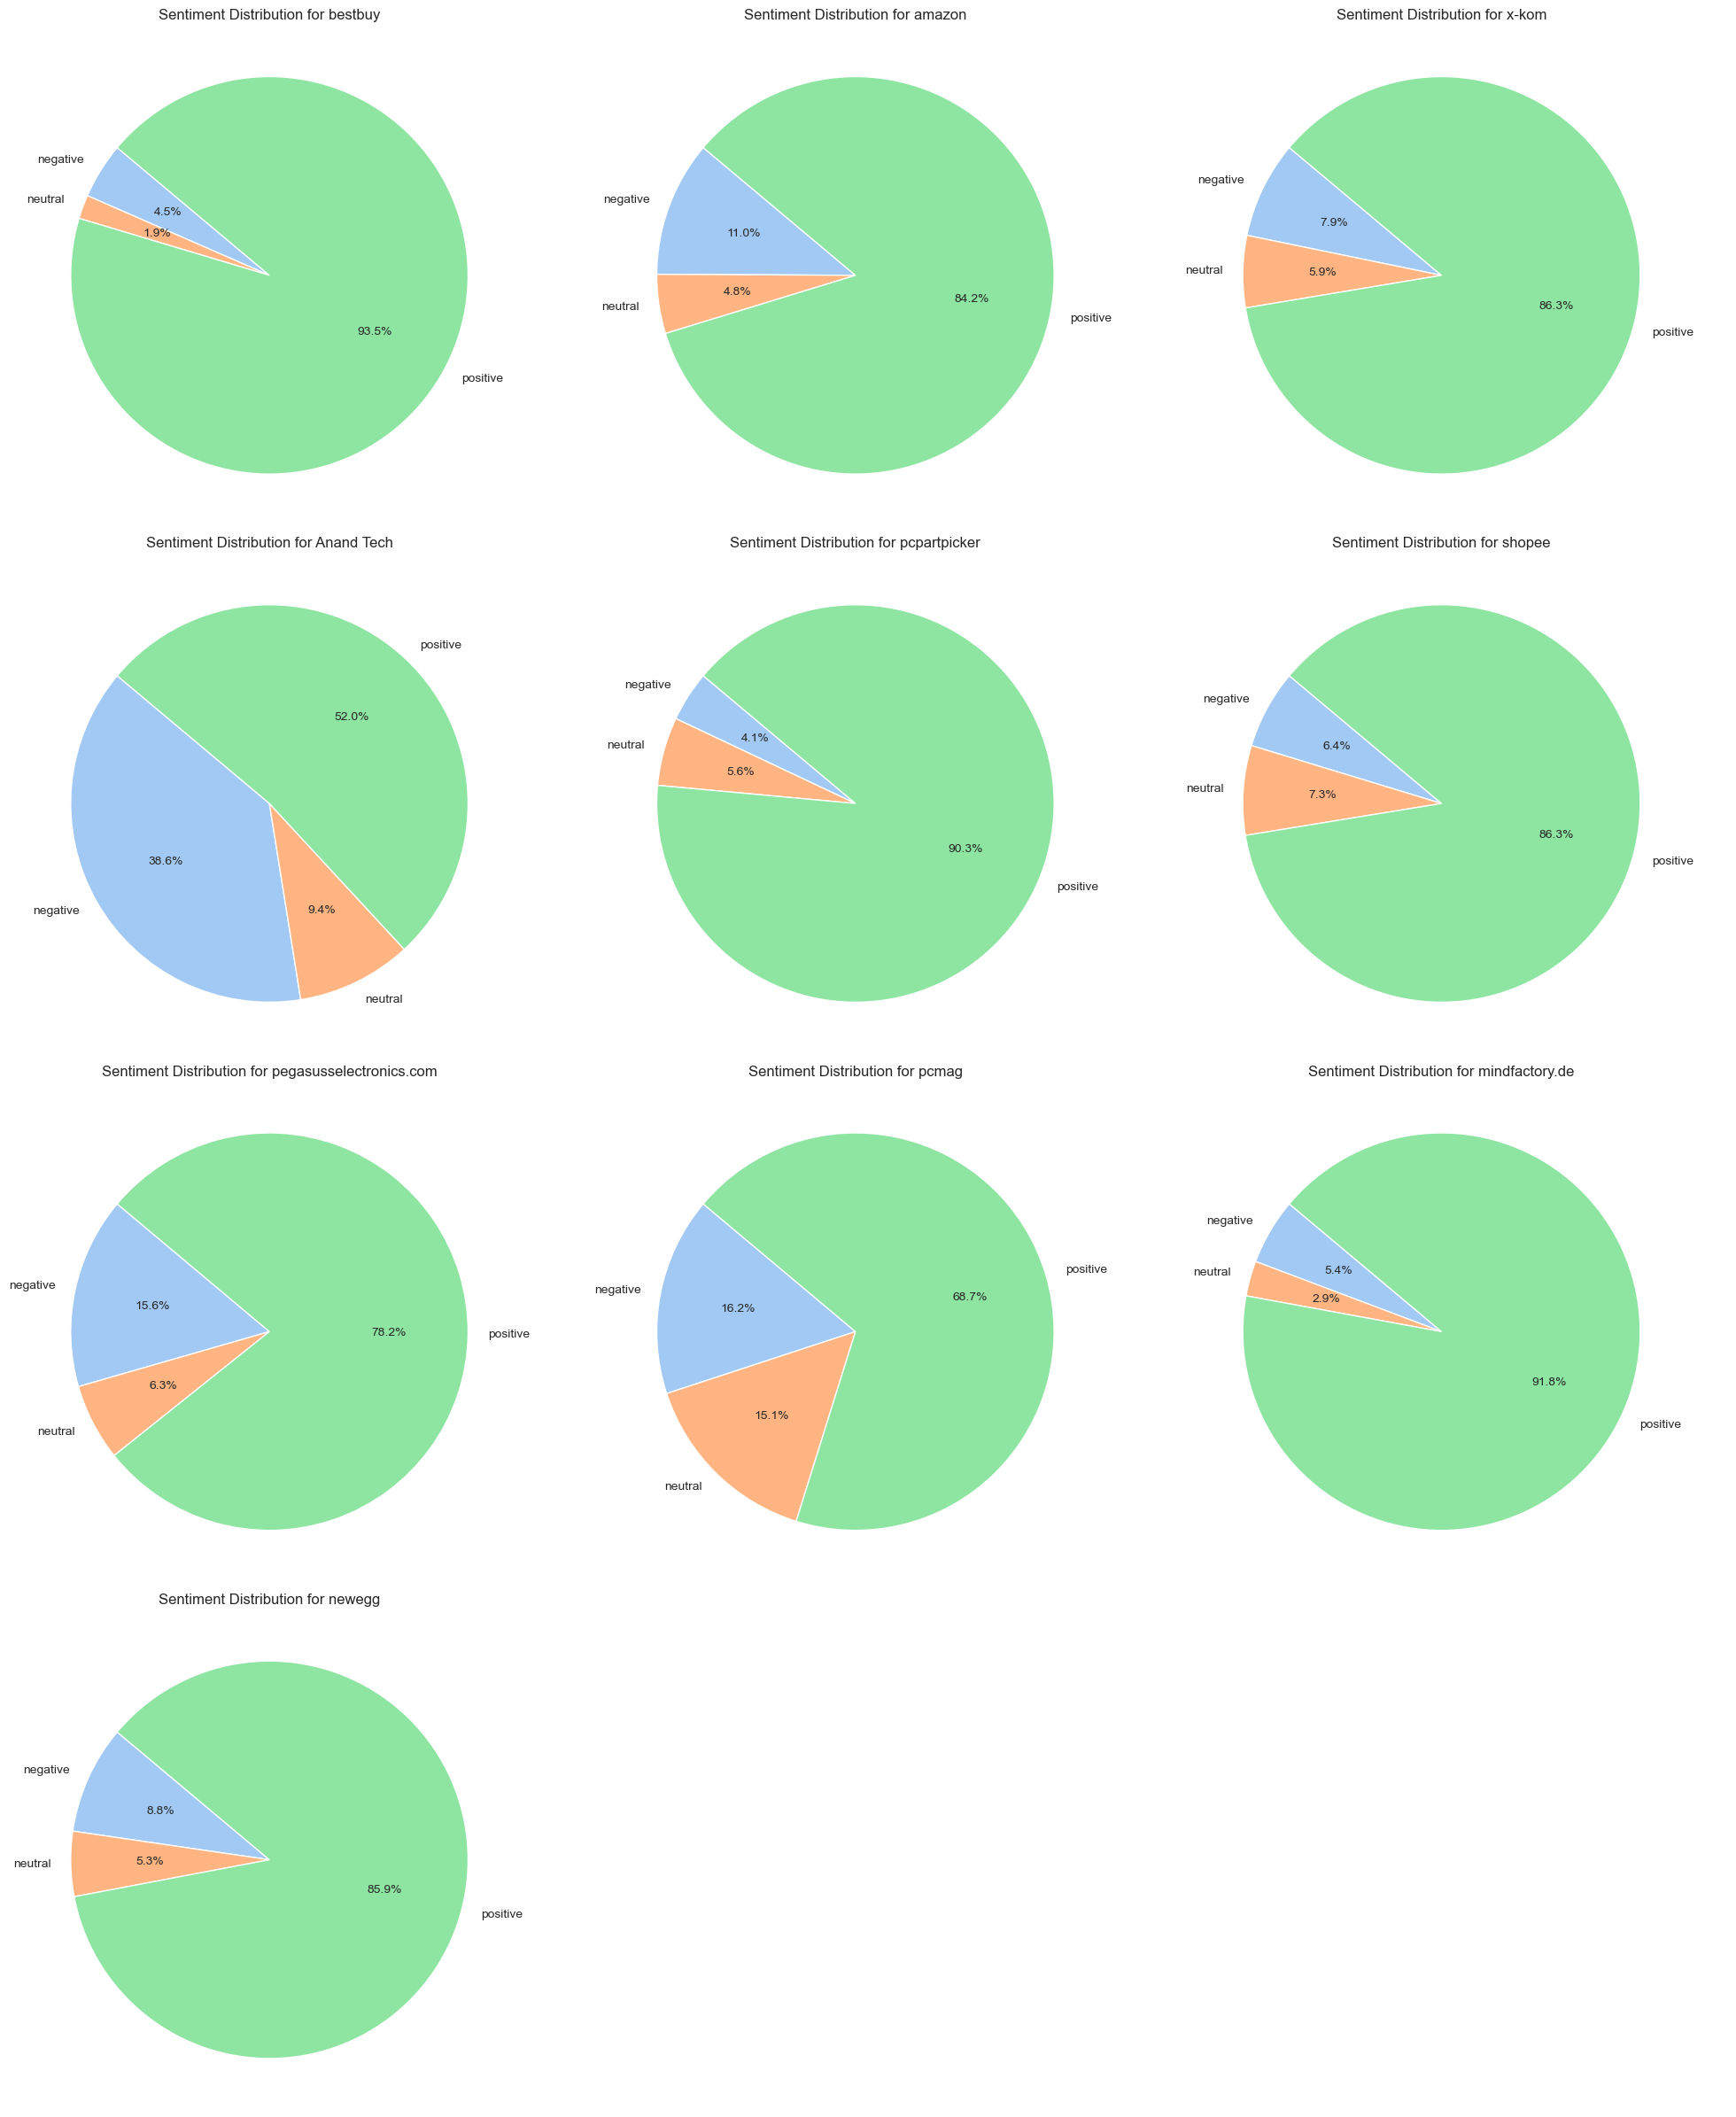 Sentiment Distribution for bestbuy
negative
neutral
4.5%
1.9%
93.5%
positive
Sentiment Distribution for amazon
negative
11.0%
neutral
4.8%
84.2%
positive
Sentiment Distribution for x-kom
negative
7.9%
neutral
5.9%
86.3%
positive
Sentiment Distribution for Anand Tech
positive
52.0%
38.6%
negative
9.4%
neutral
Sentiment Distribution for pcpartpicker
negative
4.1%
neutral
5.6%
90.3%
positive
Sentiment Distribution for shopee
negative
6.4%
neutral
7.3%
86.3%
positive
Sentiment Distribution for pegasusselectronics.com
negative
15.6%
78.2%
positive
6.3%
neutral
Sentiment Distribution for pcmag
positive
68.7%
negative
16.2%
15.1%
neutral
Sentiment Distribution for mindfactory.de
negative
5.4%
neutral
2.9%
91.8%
positive
Sentiment Distribution for newegg
negative
8.8%
neutral
5.3%
85.9%
positive